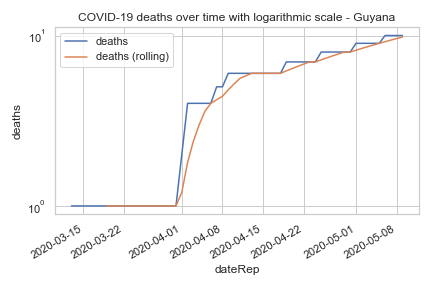 COVID-19 deaths over time with logarithmic scale - Guyana
10¹
deaths
deaths (rolling)
deaths
10⁰
2020-03-15
2020-03-22
2020-04-01
2020-04-08
2020-04-15
2020-04-22
2020-05-01
2020-05-08
dateRep